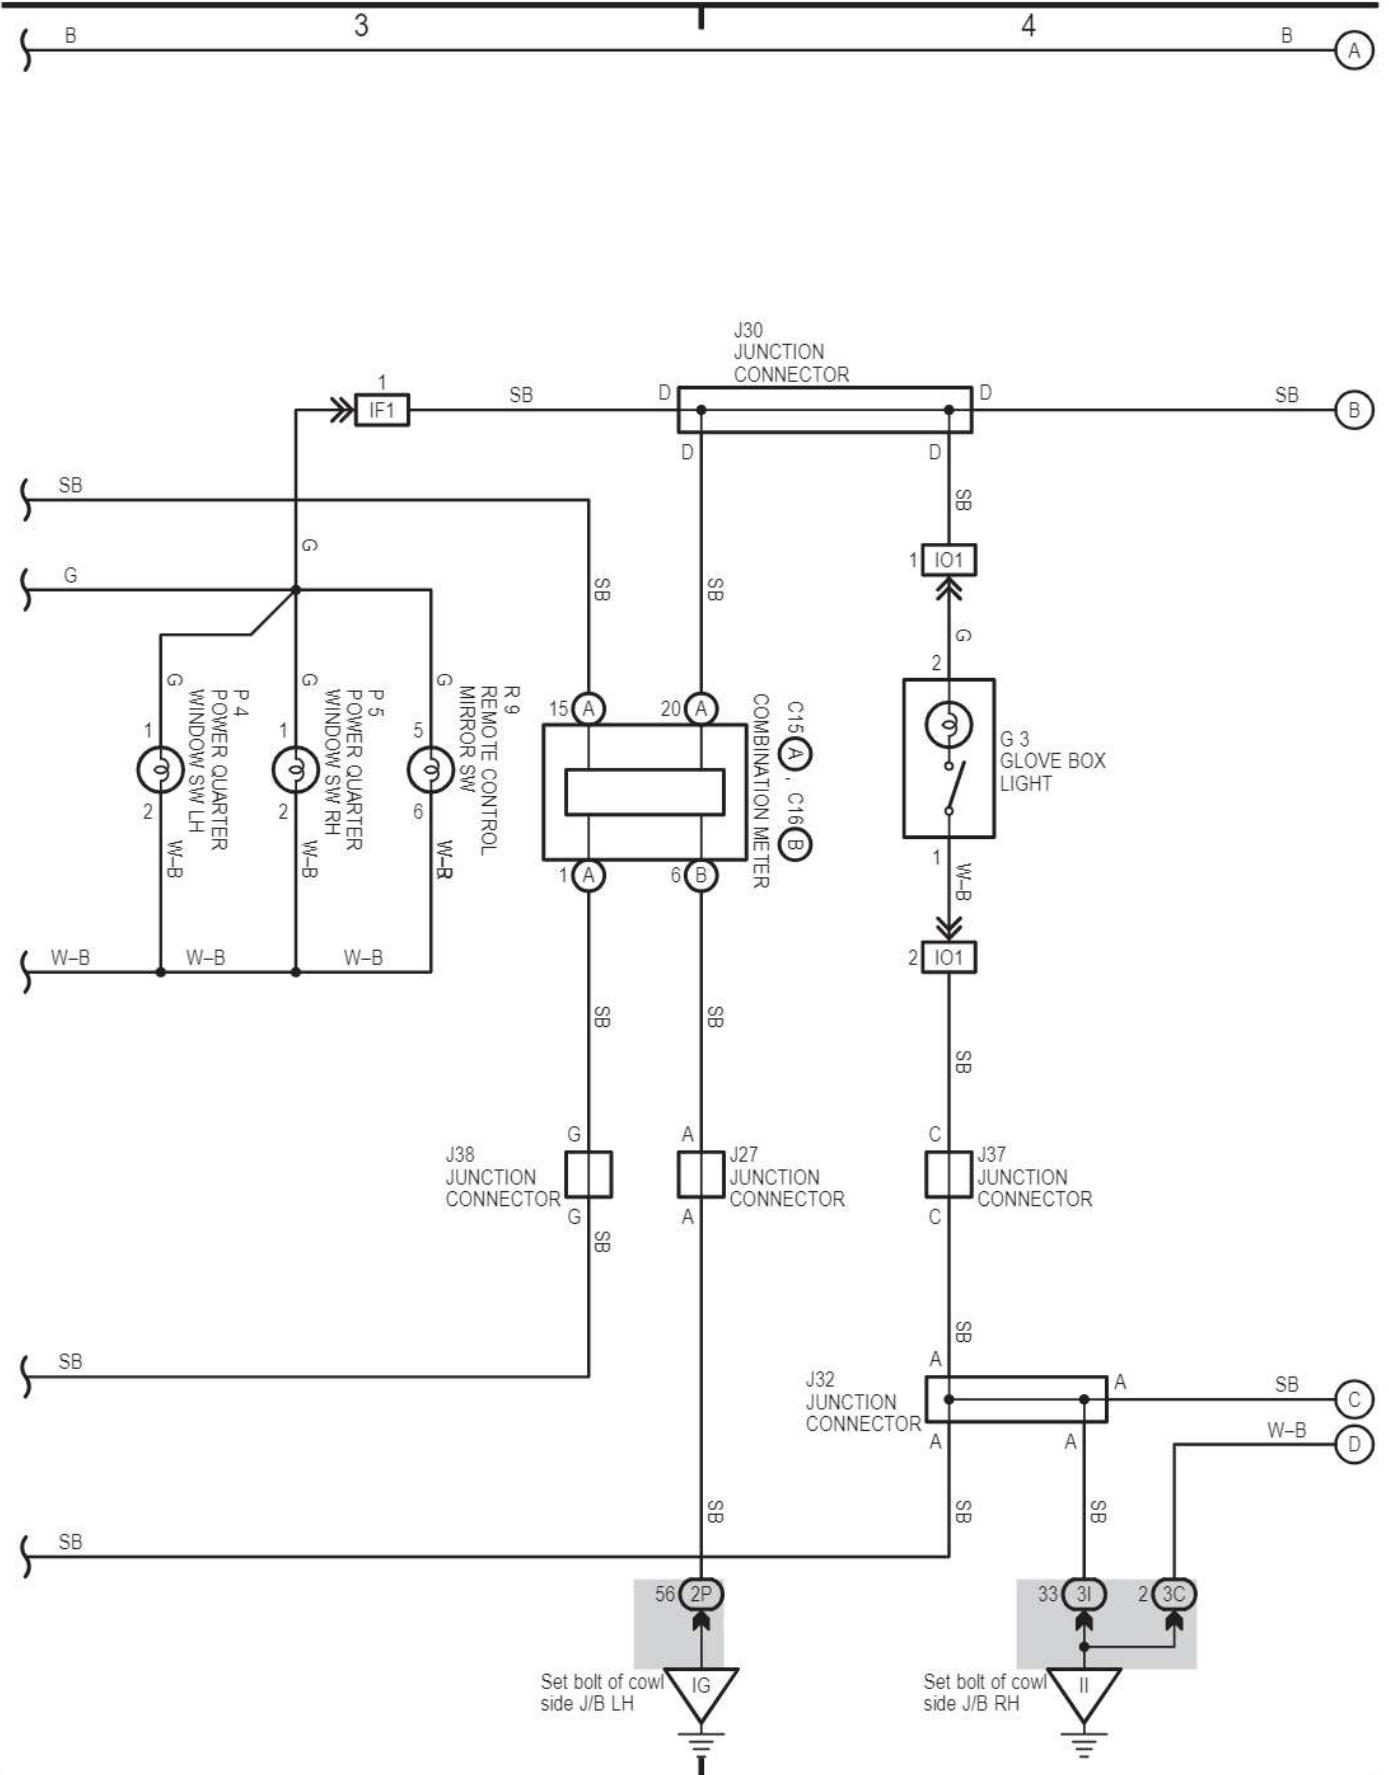 3
4
B
B
A
J30
JUNCTION
CONNECTOR
1
IF1
SB
D
D
SB
B
D
D
SB
SB
G
1
IO1
G
SB
SB
G
2
G
G
G
P 4
POWER QUARTER
WINDOW SW LH
P 5
POWER QUARTER
WINDOW SW RH
R 9
REMOTE CONTROL
MIRROR SW
15
A
20
A
C15
A
, C16
B
COMBINATION METER
G 3
GLOVE BOX
LIGHT
1
1
5
2
2
6
W–B
W–B
W–B
1
A
6
B
1
W–B
2
IO1
W–B
W–B
W–B
SB
SB
SB
G
A
C
J38
JUNCTION
CONNECTOR
J27
JUNCTION
CONNECTOR
J37
JUNCTION
CONNECTOR
G
A
C
SB
SB
SB
A
J32
JUNCTION
CONNECTOR
A
SB
C
A
A
W–B
D
SB
SB
SB
SB
56
2P
33
3I
2
3C
Set bolt of cowl
side J/B LH
IG
Set bolt of cowl
side J/B RH
II